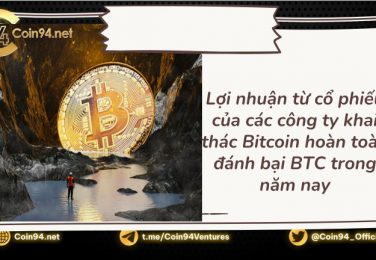 Coin94.net
Lợi nhuận từ cổ phiếu
của các công ty khai
thác Bitcoin hoàn toàn
đánh bại BTC trong
năm nay
Coin94.net
t.me/Coin94Ventures
@Coin94_Offic